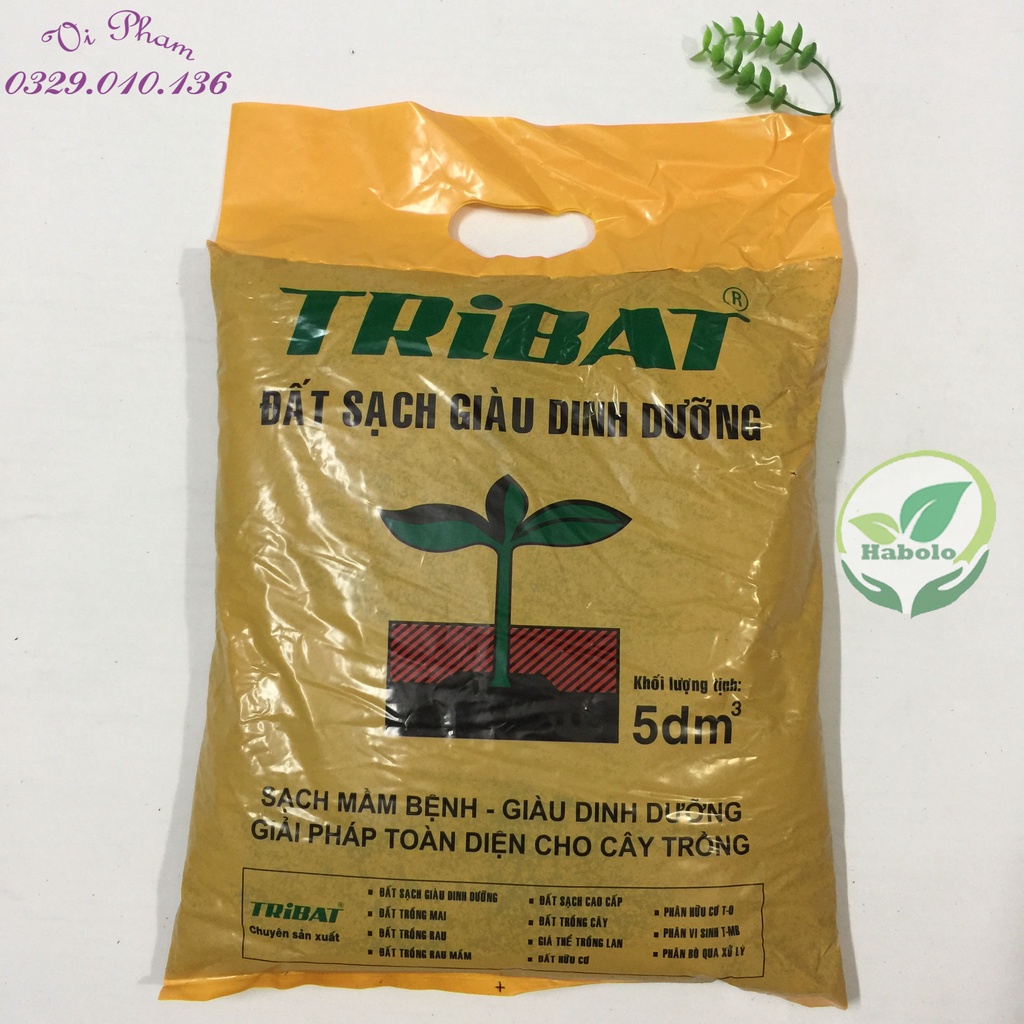 Vi Pham
0329.010.136
TRiBAT ®
ĐẤT SẠCH GIÀU DINH DƯỠNG
Habolo
Khối lượng tịnh:
5dm³
SẠCH MẦM BỆNH - GIÀU DINH DƯỠNG
GIẢI PHÁP TOÀN DIỆN CHO CÂY TRỒNG
TRiBAT®
Chuyên sản xuất
▪ ĐẤT SẠCH GIÀU DINH DƯỠNG
▪ ĐẤT TRỒNG MAI
▪ ĐẤT TRỒNG RAU
▪ ĐẤT TRỒNG RAU MẦM
▪ ĐẤT SẠCH CAO CẤP
▪ ĐẤT TRỒNG CÂY
▪ GIÁ THỂ TRỒNG LAN
▪ ĐẤT HỮU CƠ
▪ PHÂN HỮU CƠ T-O
▪ PHÂN VI SINH T-MB
▪ PHÂN BÒ QUA XỬ LÝ